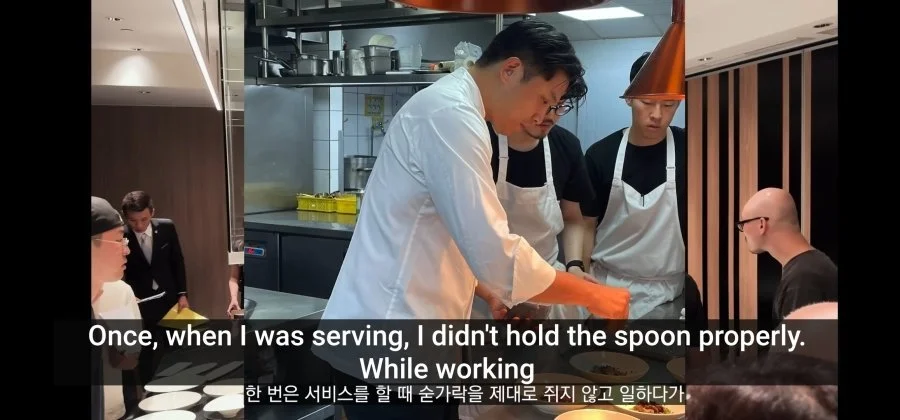 Once, when I was serving, I didn't hold the spoon properly.
While working
한 번은 서비스를 할 때 숟가락을 제대로 쥐지 않고 일하다가